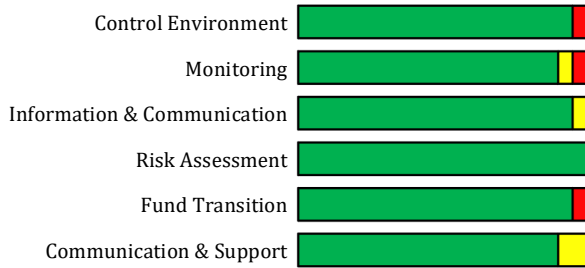 Control Environment
Monitoring
Information & Communication
Risk Assessment
Fund Transition
Communication & Support